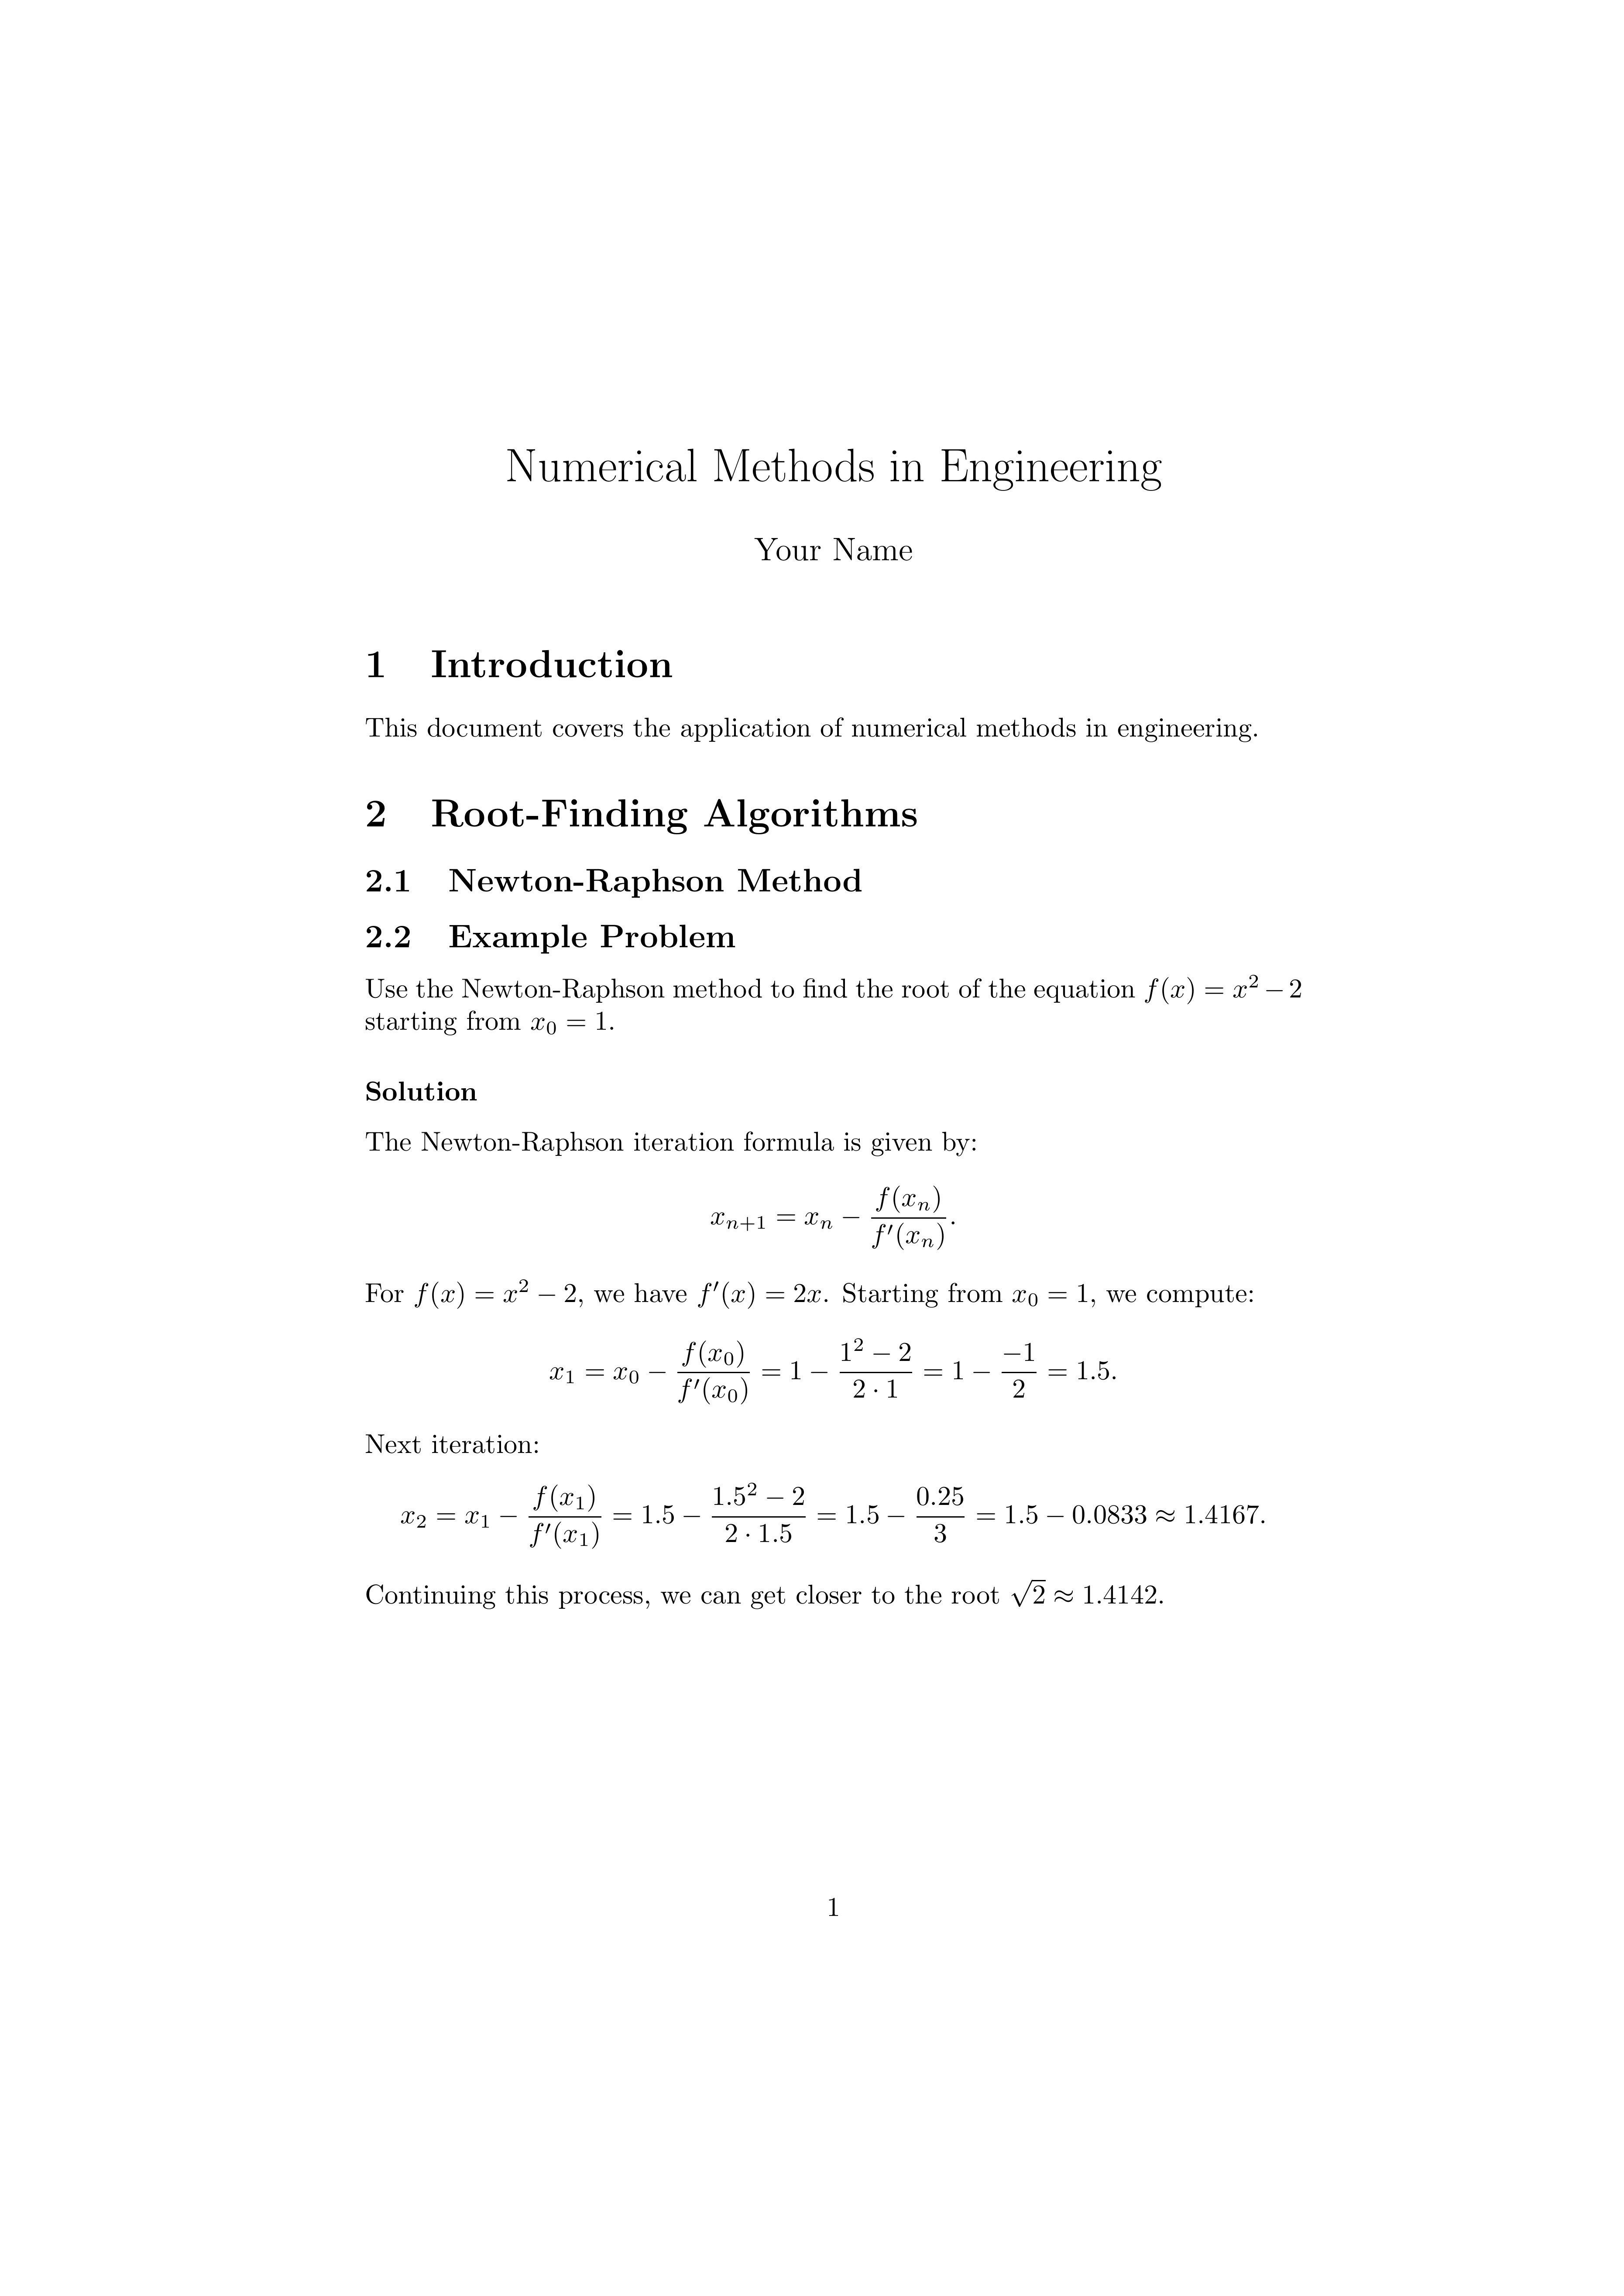 Numerical Methods in Engineering
Your Name
1 Introduction
This document covers the application of numerical methods in engineering.
2 Root-Finding Algorithms
2.1 Newton-Raphson Method
2.2 Example Problem
Use the Newton-Raphson method to find the root of the equation $f(x) = x^2 - 2$
starting from $x_0 = 1$.
Solution
The Newton-Raphson iteration formula is given by:
$x_{n+1} = x_n - \frac{f(x_n)}{f'(x_n)}.$
For $f(x) = x^2 - 2$, we have $f'(x) = 2x$. Starting from $x_0 = 1$, we compute:
$x_1 = x_0 - \frac{f(x_0)}{f'(x_0)} = 1 - \frac{1^2 - 2}{2 \cdot 1} = 1 - \frac{-1}{2} = 1.5.$
Next iteration:
$x_2 = x_1 - \frac{f(x_1)}{f'(x_1)} = 1.5 - \frac{1.5^2 - 2}{2 \cdot 1.5} = 1.5 - \frac{0.25}{3} = 1.5 - 0.0833 \approx 1.4167.$
Continuing this process, we can get closer to the root $\sqrt{2} \approx 1.4142$.
1